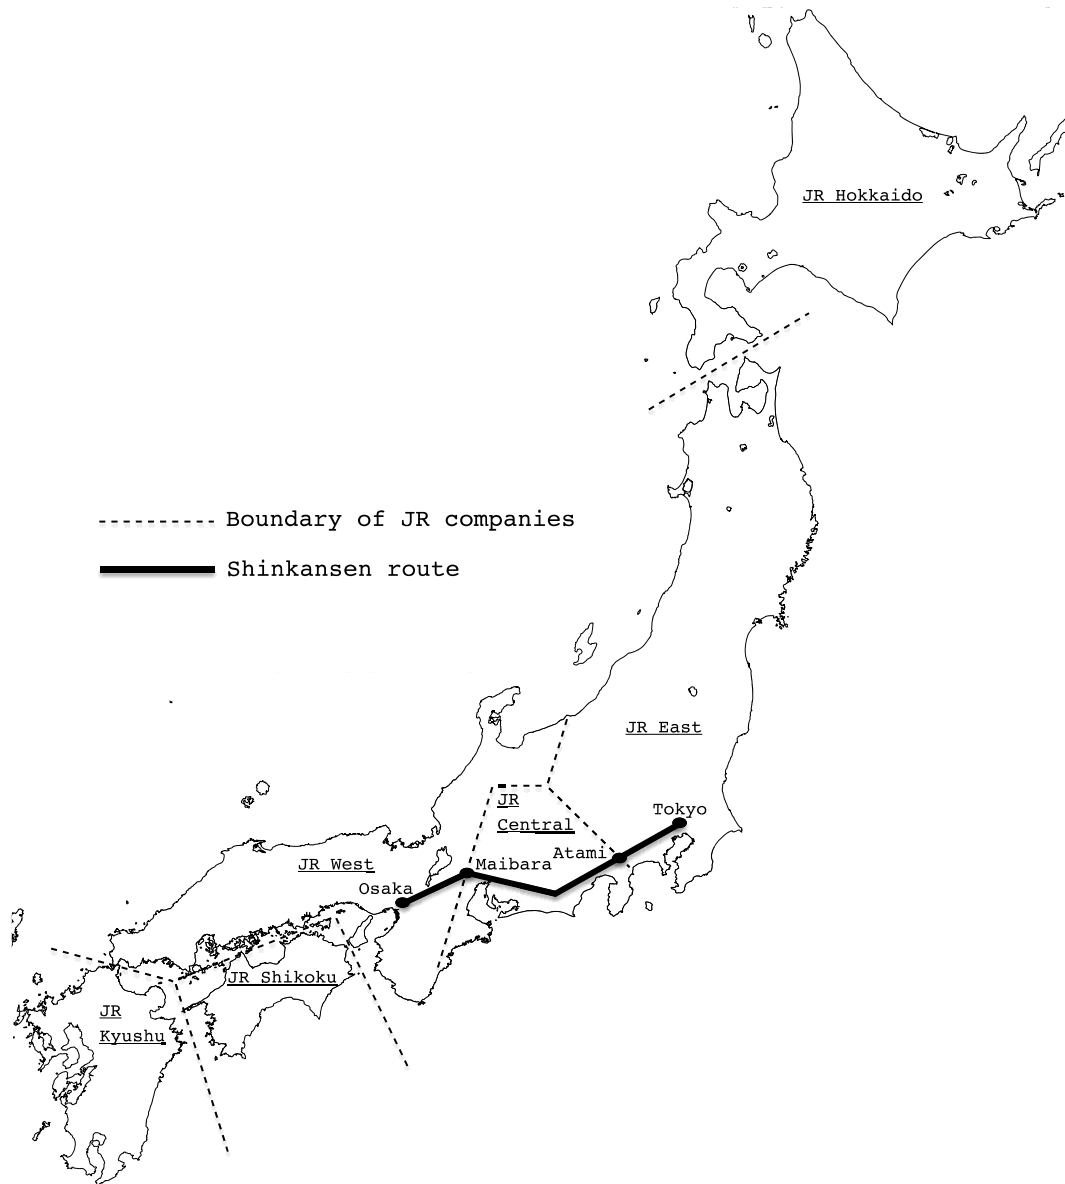 JR Hokkaido
Boundary of JR companies
Shinkansen route
JR East
JR
Central
Tokyo
Atami
Maibara
JR West
Osaka
JR Shikoku
JR
Kyushu